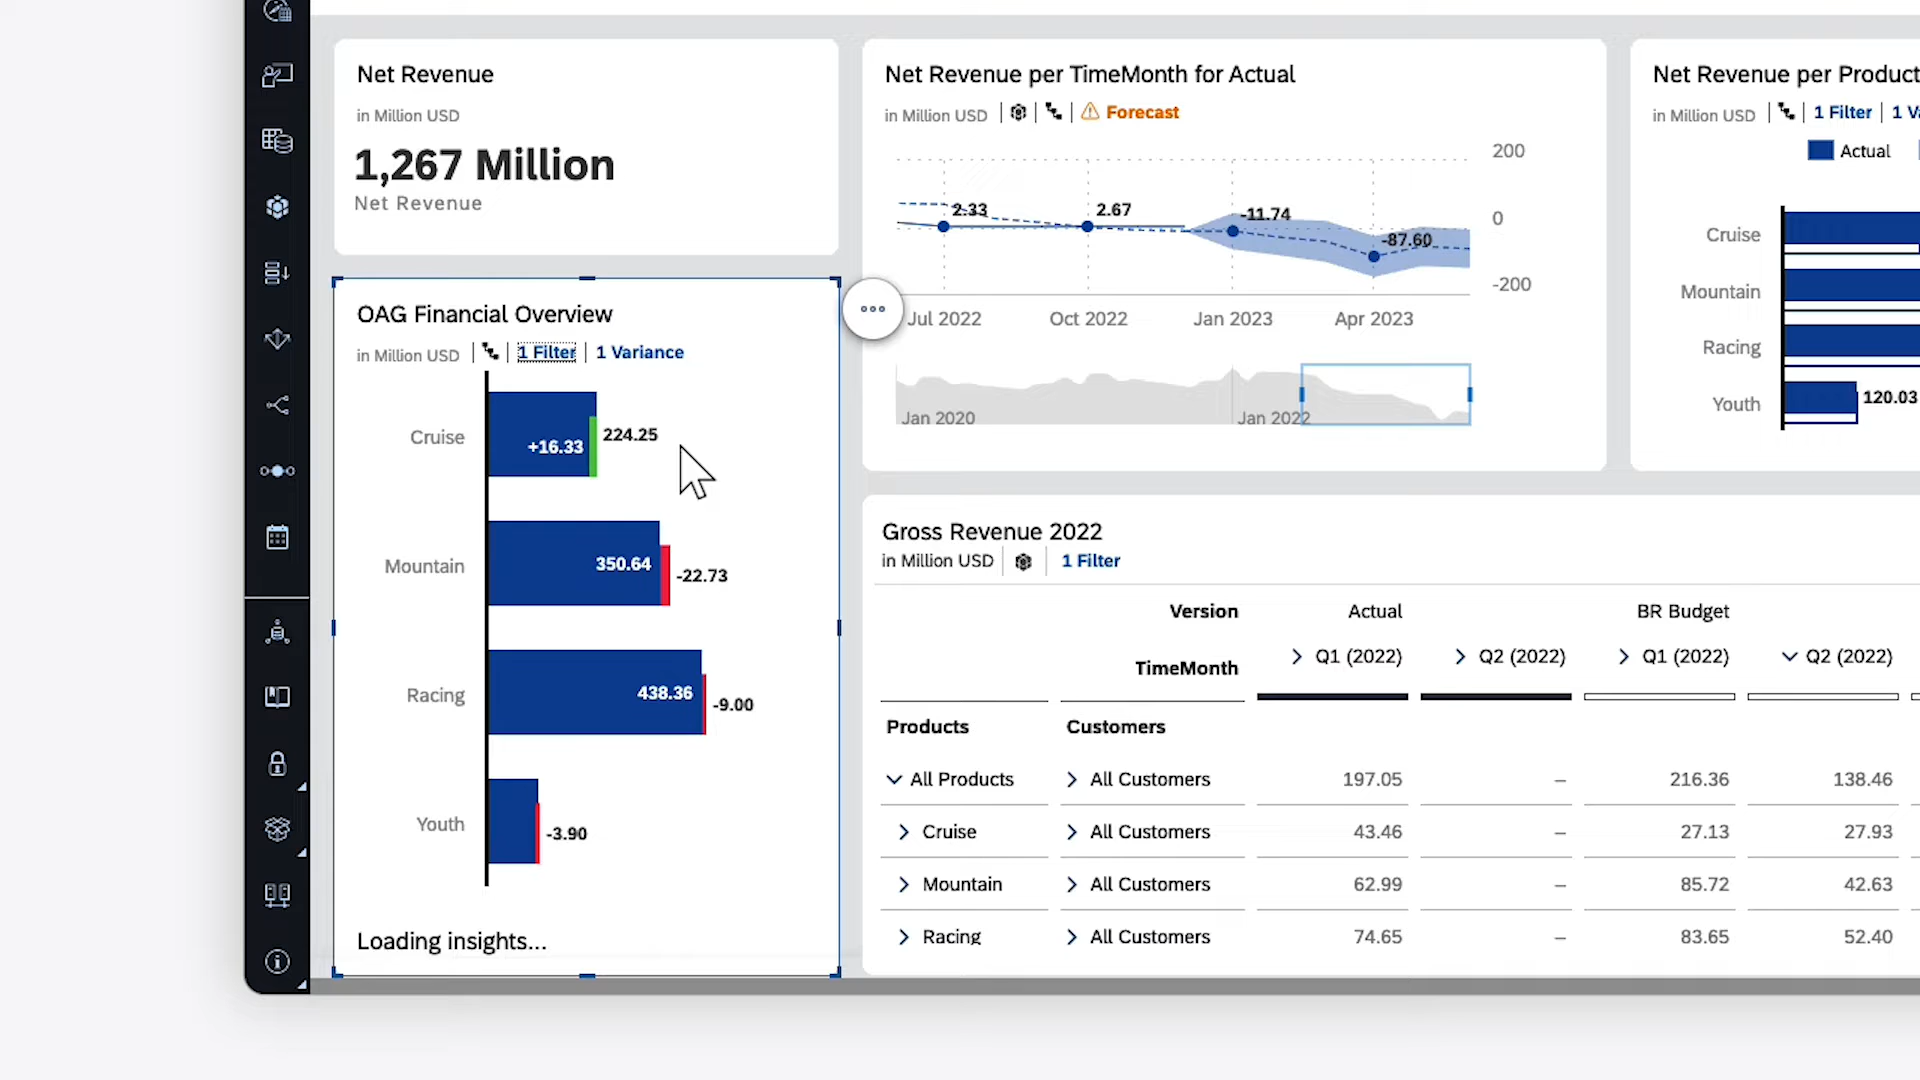 Net Revenue
in Million USD
1,267 Million
Net Revenue
Net Revenue per TimeMonth for Actual
in Million USD
Forecast
200
0
-200
2.33
2.67
-11.74
-87.60
Jul 2022
Oct 2022
Jan 2023
Apr 2023
Jan 2020
Jan 2022
Net Revenue per Product
in Million USD
1 Filter
1 Va
Actual
Cruise
Mountain
Racing
Youth
120.03
OAG Financial Overview
in Million USD
1 Filter
1 Variance
Cruise
+16.33
224.25
Mountain
350.64
-22.73
Racing
438.36
-9.00
Youth
-3.90
Loading insights...
Gross Revenue 2022
in Million USD
1 Filter
Version
Actual
BR Budget
TimeMonth
Q1 (2022)
Q2 (2022)
Q1 (2022)
Q2 (2022)
Products
Customers
All Products
All Customers
197.05
–
216.36
138.46
Cruise
All Customers
43.46
–
27.13
27.93
Mountain
All Customers
62.99
–
85.72
42.63
Racing
All Customers
74.65
–
83.65
52.40